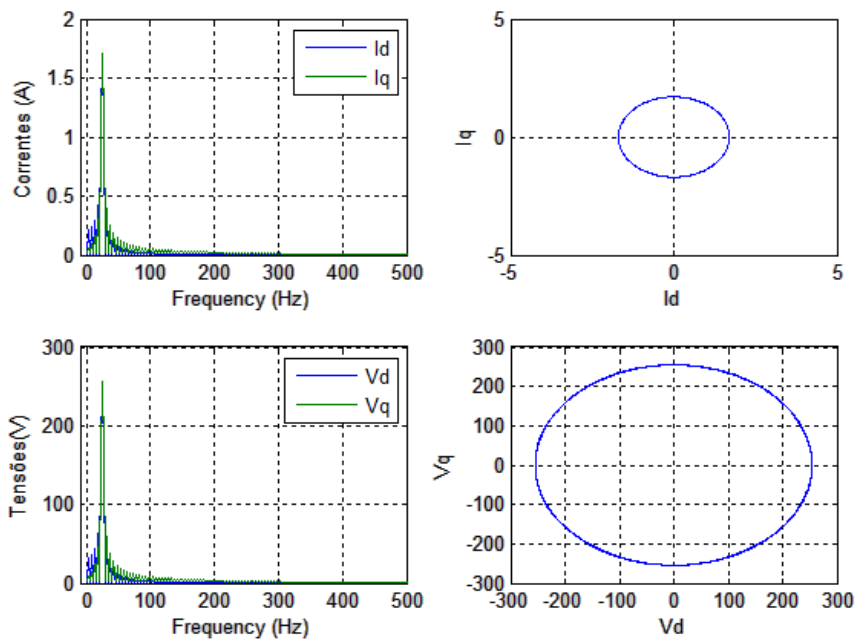 2
1.5
1
0.5
0
Correntes (A)
Id
Iq
0 100 200 300 400 500
Frequency (Hz)
5
0
-5
Iq
-5 0 5
Id
300
200
100
0
Tensões(V)
Vd
Vq
0 100 200 300 400 500
Frequency (Hz)
300
200
100
0
-100
-200
-300
Vq
-300 -200 -100 0 100 200 300
Vd